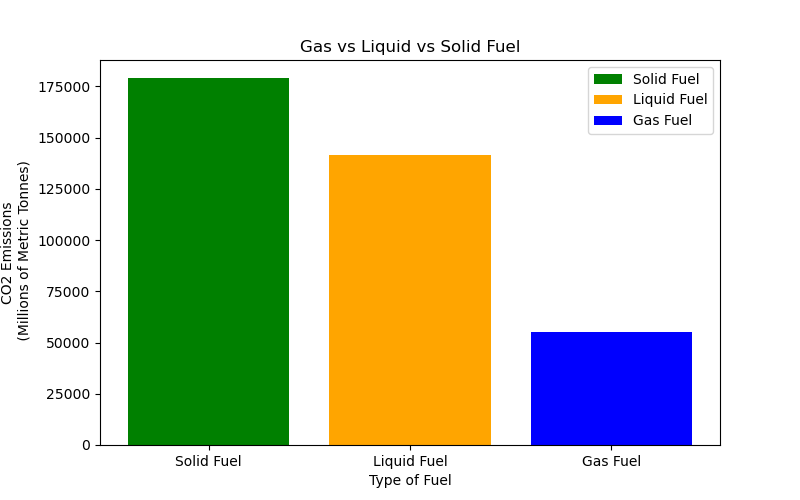 Gas vs Liquid vs Solid Fuel
Solid Fuel
Liquid Fuel
Gas Fuel
175000
150000
125000
100000
75000
50000
25000
0
CO2 Emissions
(Millions of Metric Tonnes)
Solid Fuel
Liquid Fuel
Gas Fuel
Type of Fuel